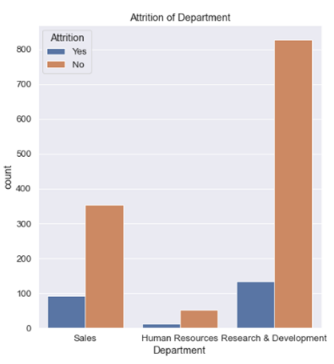 Attrition of Department
Attrition
Yes
No
count
800
700
600
500
400
300
200
100
0
Sales
Human Resources
Research & Development
Department